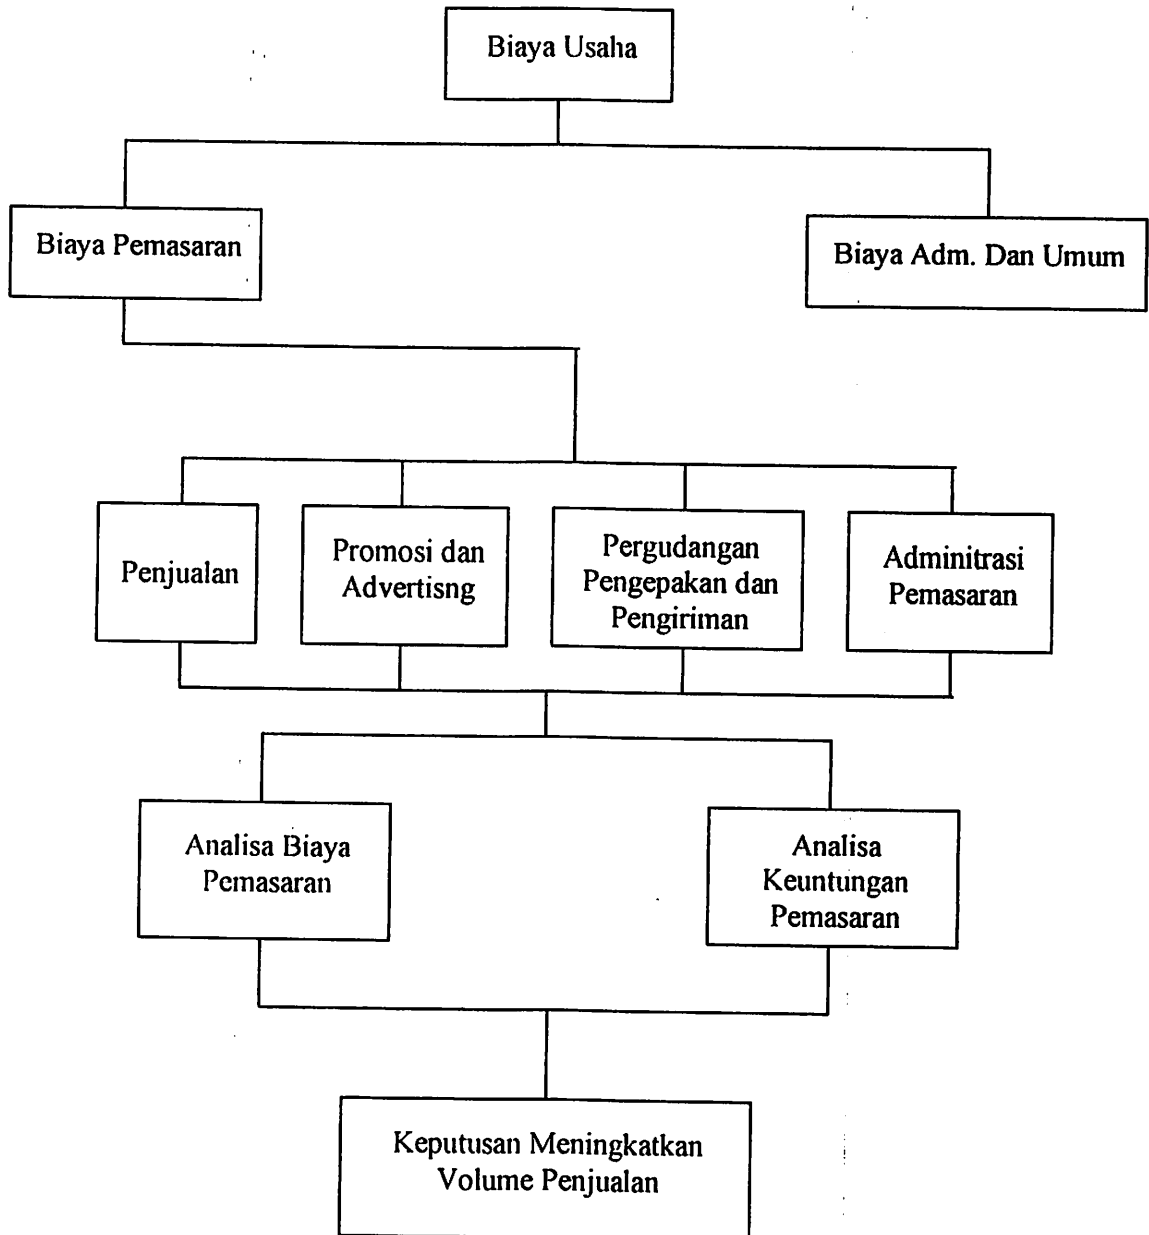 Biaya Usaha
Biaya Pemasaran
Biaya Adm. Dan Umum
Penjualan
Promosi dan
Advertisng
Pergudangan
Pengepakan dan
Pengiriman
Adminitrasi
Pemasaran
Analisa Biaya
Pemasaran
Analisa
Keuntungan
Pemasaran
Keputusan Meningkatkan
Volume Penjualan